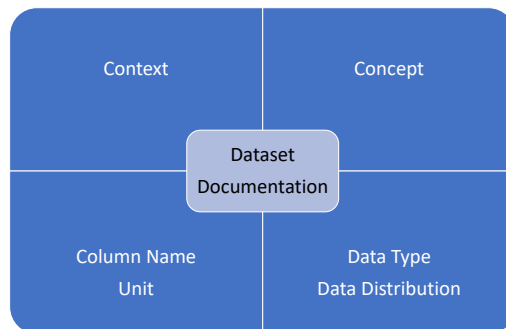 Context
Concept
Dataset
Documentation
Column Name
Unit
Data Type
Data Distribution